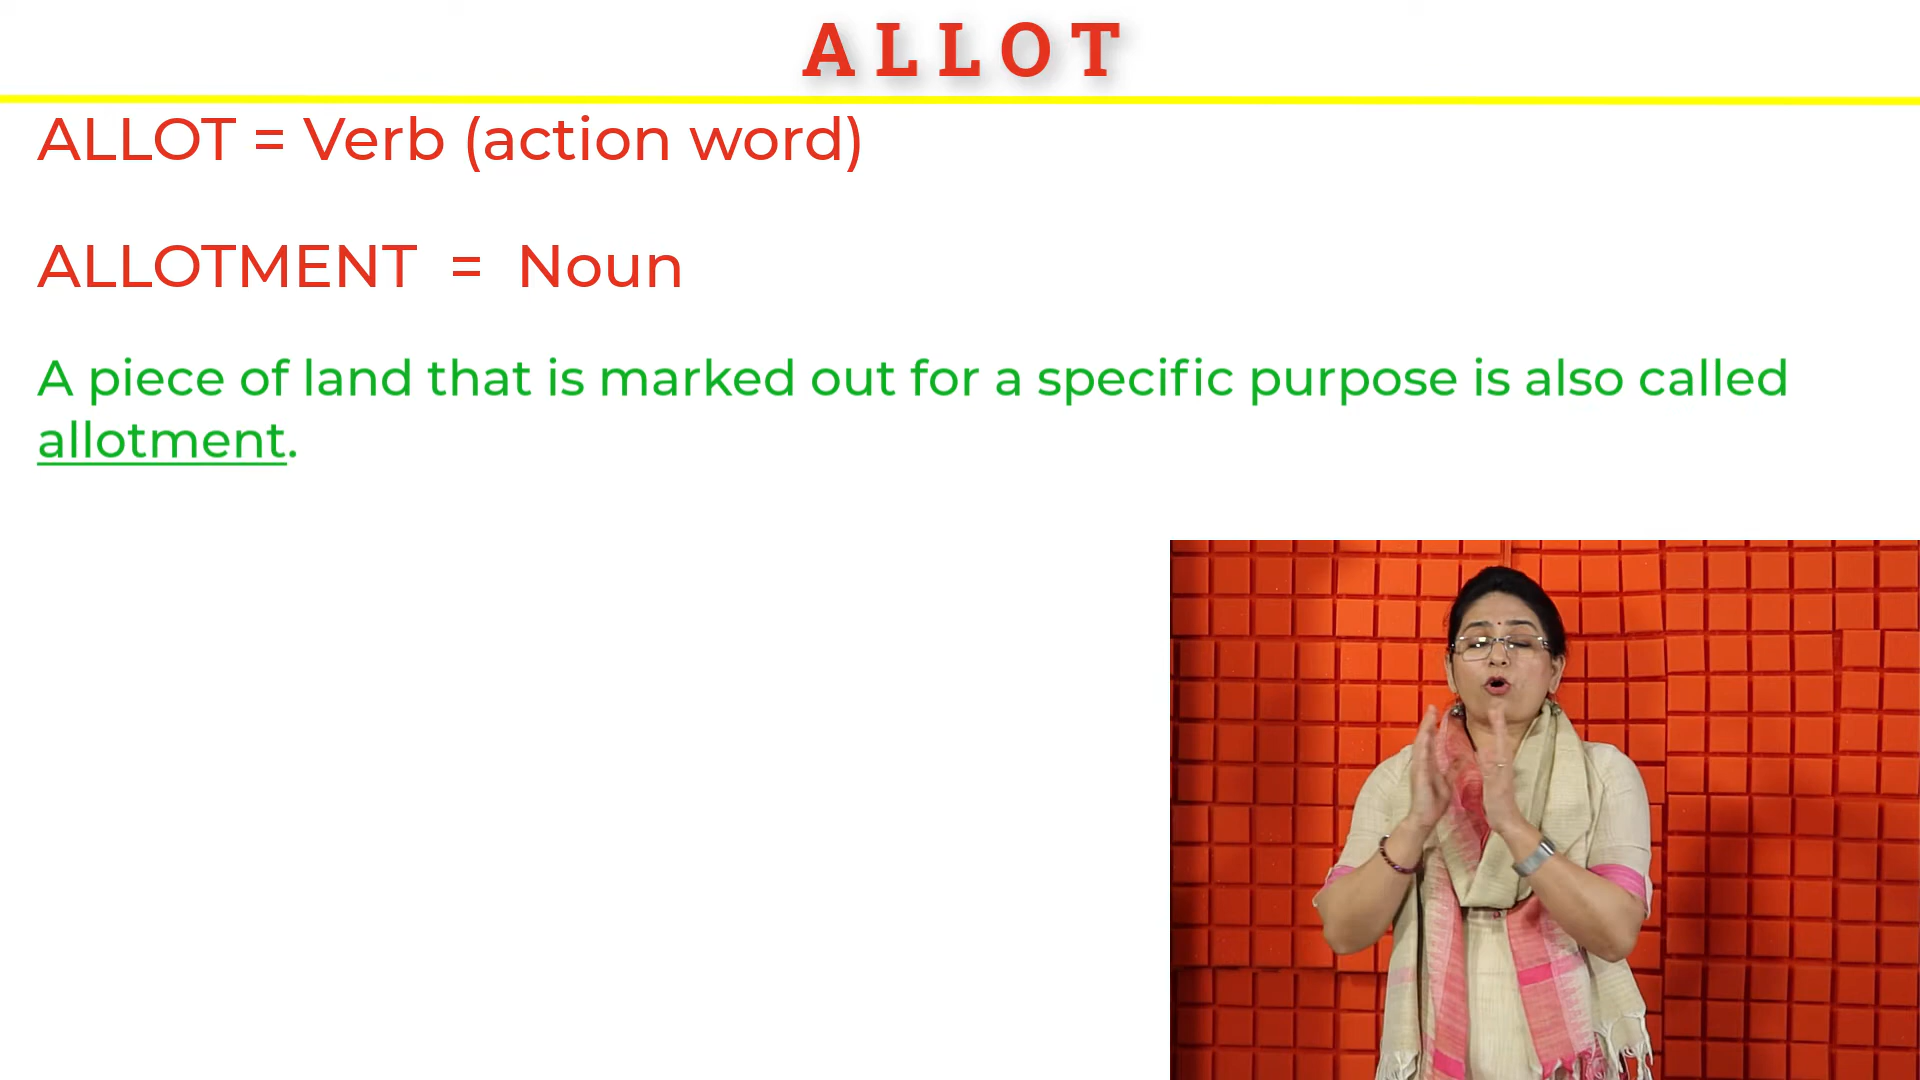 ALLOT
ALLOT = Verb (action word)
ALLOTMENT = Noun
A piece of land that is marked out for a specific purpose is also called
allotment.